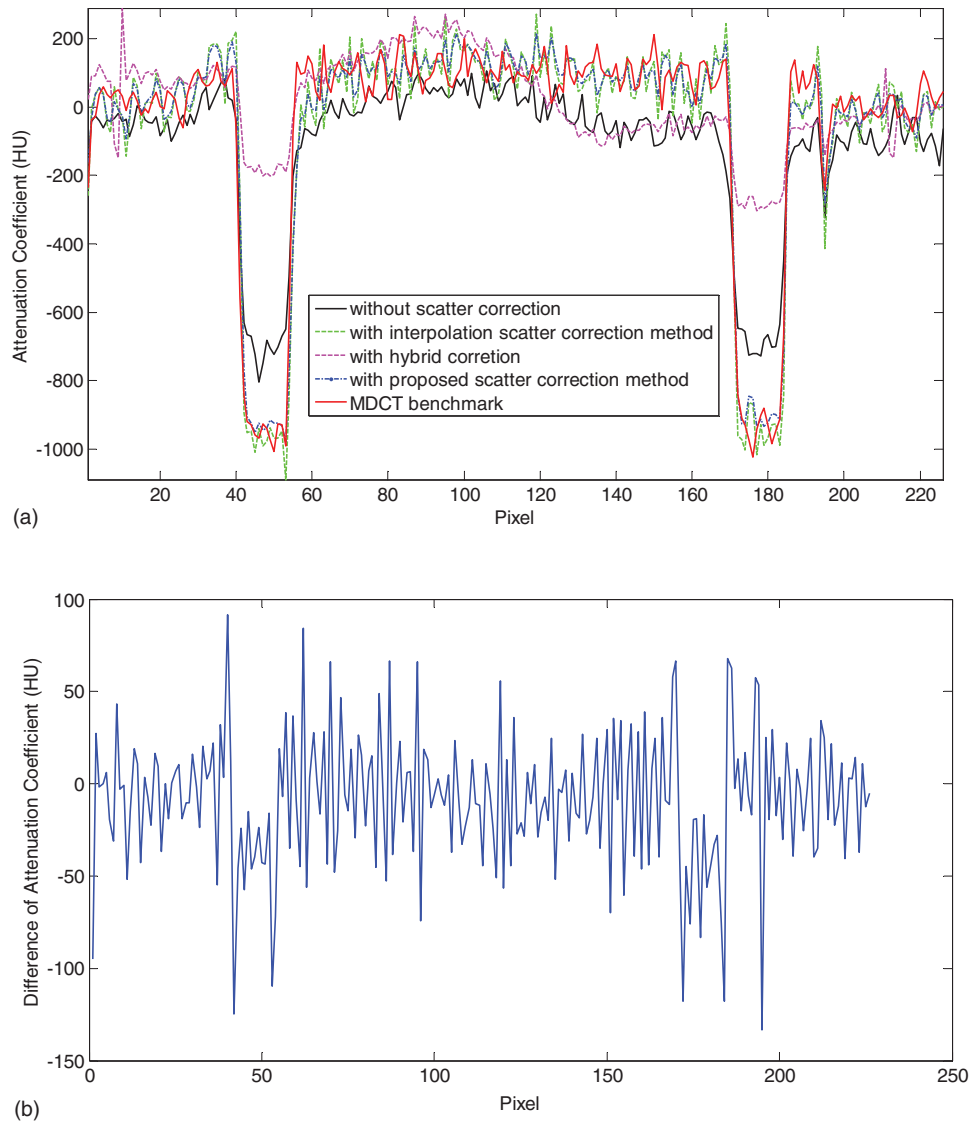 200
0
-200
-400
-600
-800
-1000
Attenuation Coefficient (HU)
without scatter correction
with interpolation scatter correction method
with hybrid corretion
with proposed scatter correction method
MDCT benchmark
20 40 60 80 100 120 140 160 180 200 220
Pixel
(a)
100
50
0
-50
-100
-150
Difference of Attenuation Coefficient (HU)
0 50 100 150 200 250
Pixel
(b)